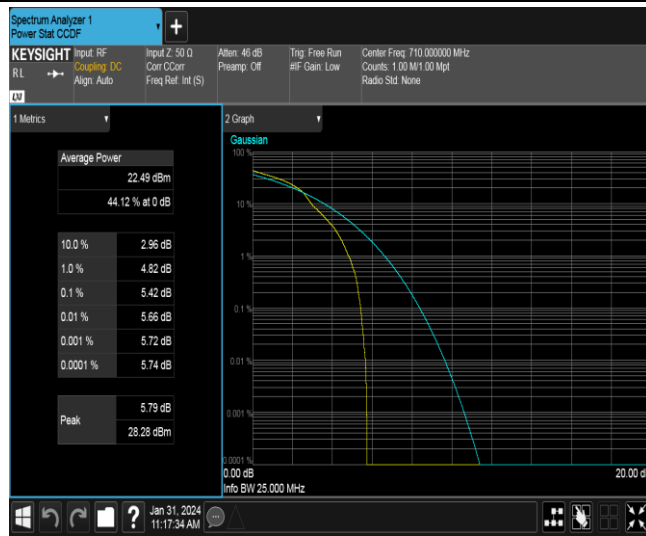 Spectrum Analyzer 1
Power Stat CCDF
KEYSIGHT
RL
LXI
Input: RF
Coupling: DC
Align: Auto
Input Z: 50 Ω
Corr CCorr
Freq Ref: Int (S)
Atten: 46 dB
Preamp: Off
Trig: Free Run
#IF Gain: Low
Center Freq: 710.000000 MHz
Counts: 1.00 M/1.00 Mpt
Radio Std: None
1 Metrics
Average Power
22.49 dBm
44.12 % at 0 dB
10.0 % 2.96 dB
1.0 % 4.82 dB
0.1 % 5.42 dB
0.01 % 5.66 dB
0.001 % 5.72 dB
0.0001 % 5.74 dB
Peak
5.79 dB
28.28 dBm
2 Graph
Gaussian
100 %
10 %
1 %
0.1 %
0.01 %
0.001 %
0.0001 %
0.00 dB
20.00 d
Info BW 25.000 MHz
?
Jan 31, 2024
11:17:34 AM